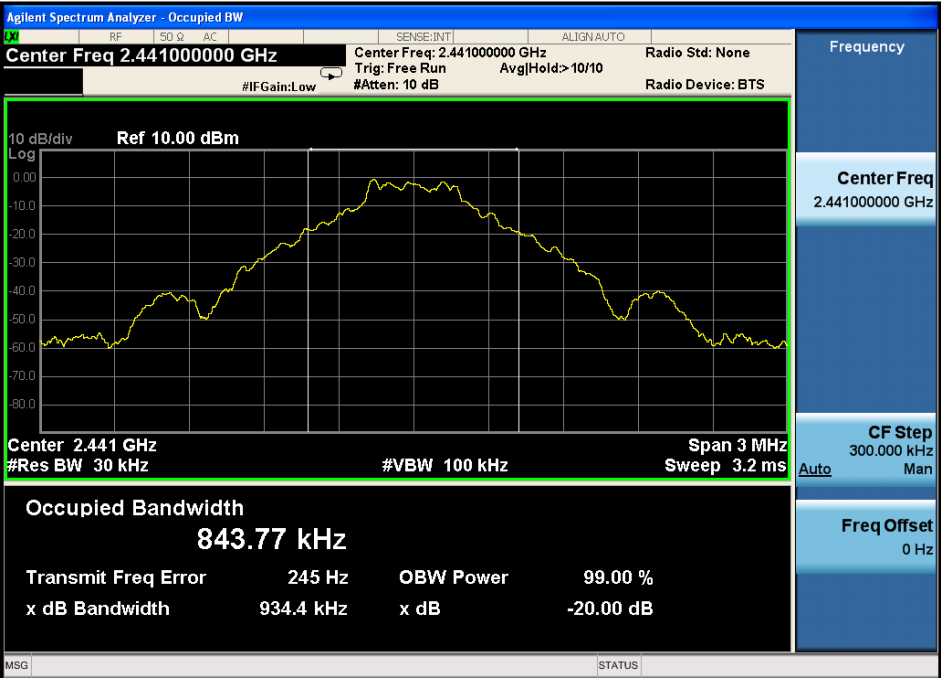 Agilent Spectrum Analyzer - Occupied BW
LXI RF 50 Ω AC SENSE:INT ALIGN AUTO
Center Freq 2.441000000 GHz
Center Freq: 2.441000000 GHz Radio Std: None
Trig: Free Run Avg|Hold:>10/10
#IFGain:Low #Atten: 10 dB Radio Device: BTS
Frequency
10 dB/div Ref 10.00 dBm
Log
0.00
-10.0
-20.0
-30.0
-40.0
-50.0
-60.0
-70.0
-80.0
Center 2.441 GHz Span 3 MHz
#Res BW 30 kHz #VBW 100 kHz Sweep 3.2 ms
Center Freq
2.441000000 GHz
CF Step
300.000 kHz
Auto Man
Freq Offset
0 Hz
Occupied Bandwidth
843.77 kHz
Transmit Freq Error 245 Hz OBW Power 99.00 %
x dB Bandwidth 934.4 kHz x dB -20.00 dB
MSG STATUS